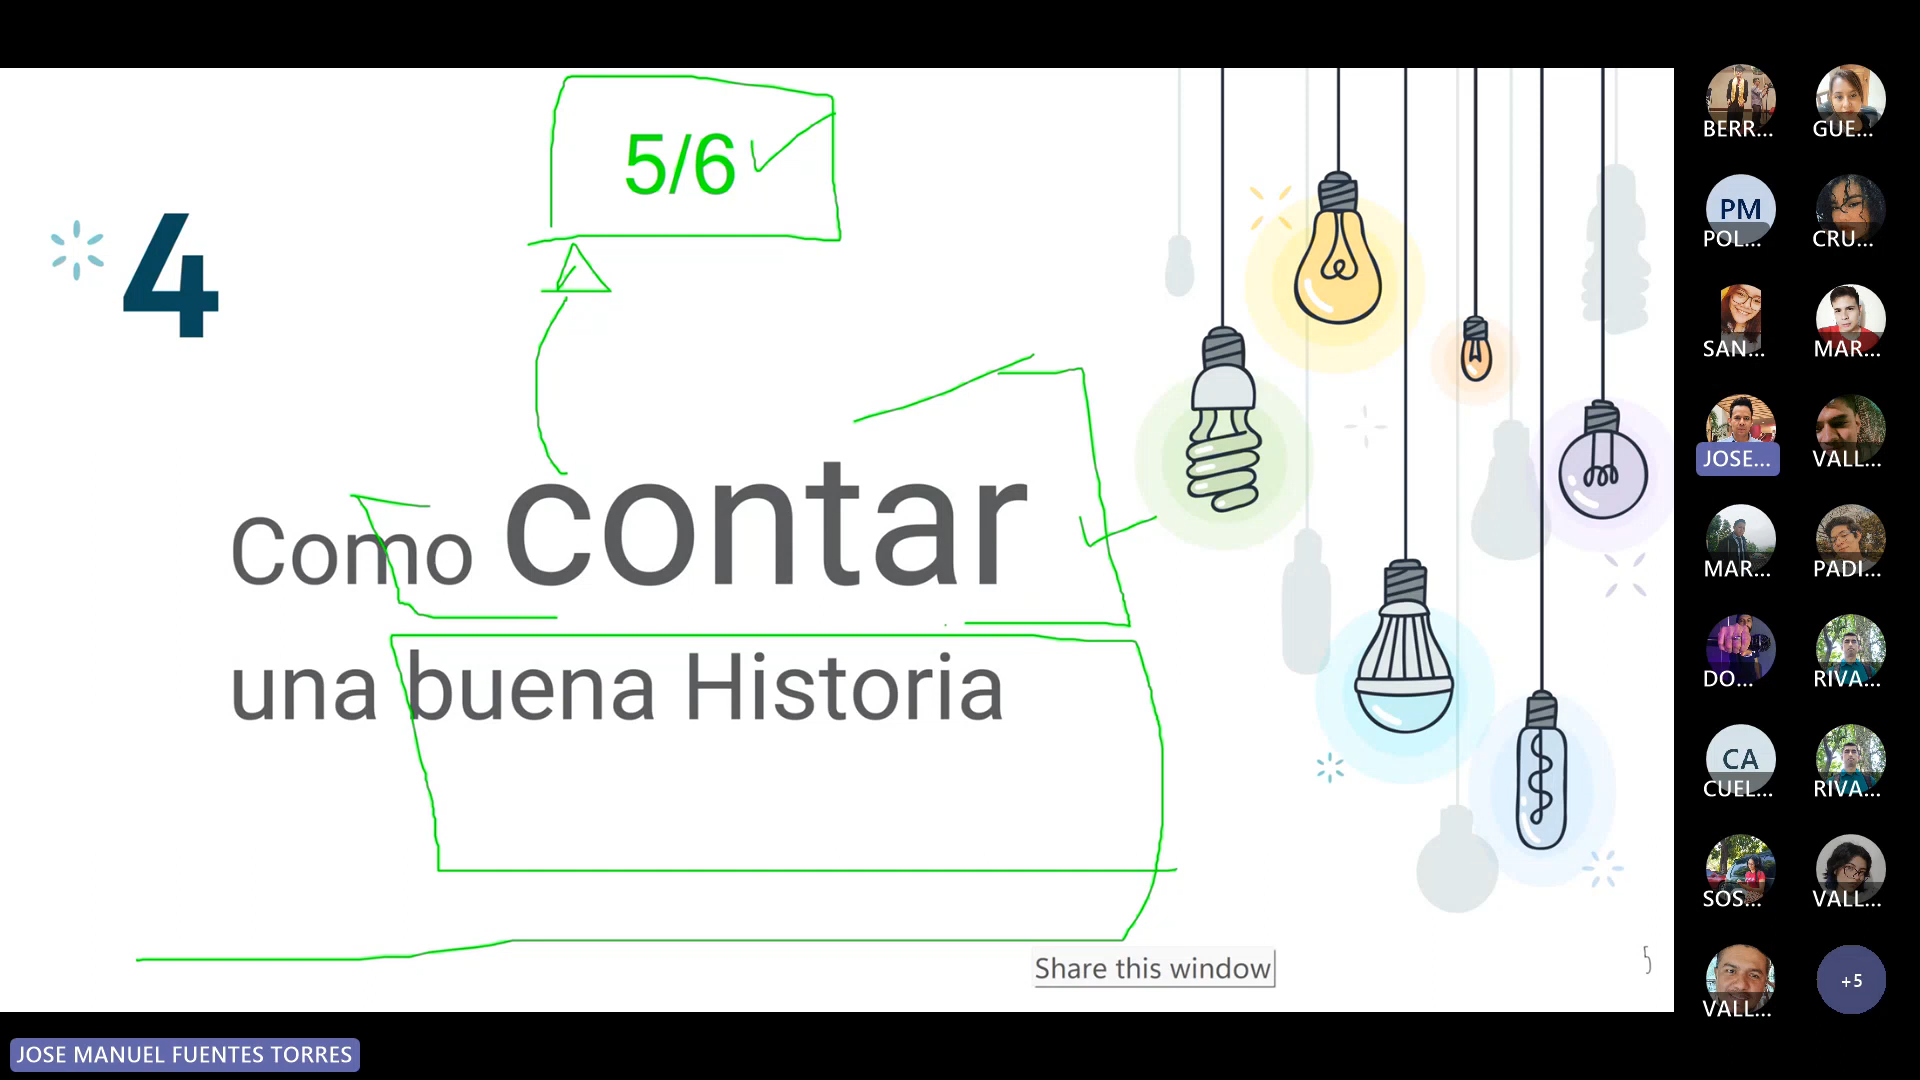 5/6
4
Como contar
una buena Historia
Share this window
5
JOSE MANUEL FUENTES TORRES
BERR...
GUE...
PM
POL...
CRU...
SAN...
MAR...
JOSE...
VALL...
MAR...
PADI...
DO...
RIVA...
CA
CUEL...
RIVA...
SOS...
VALL...
VALL...
+5